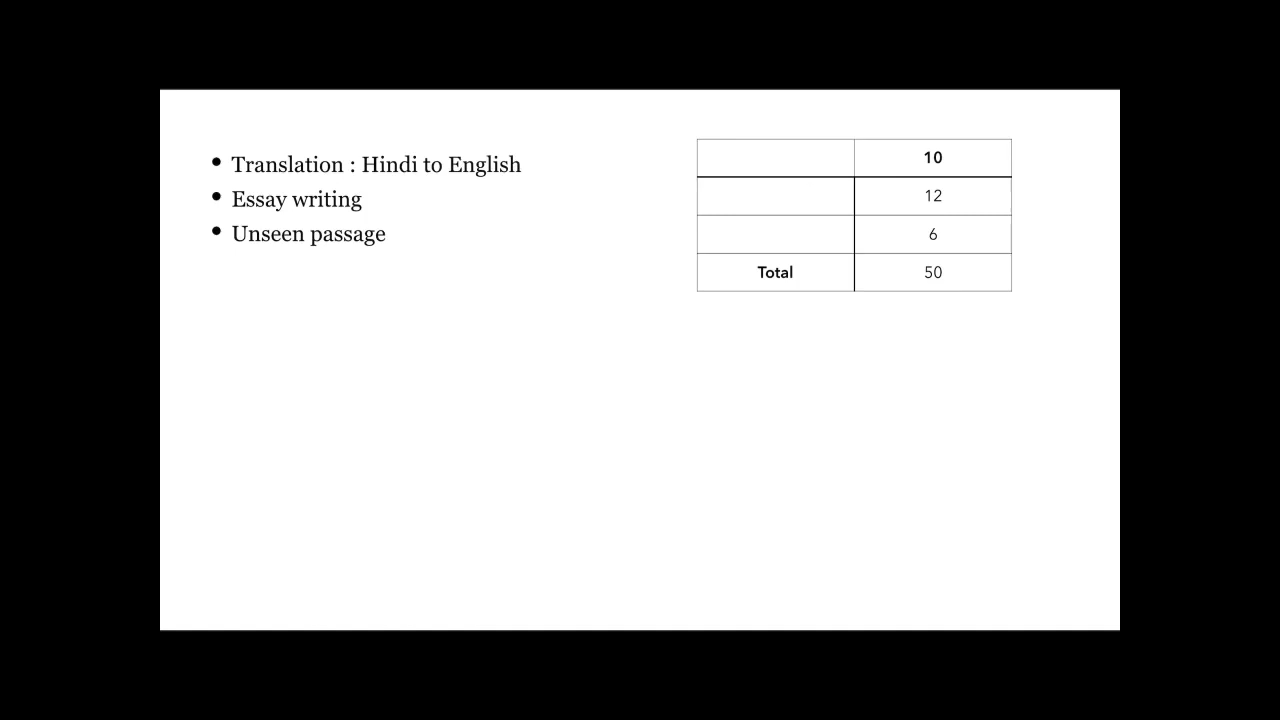 • Translation : Hindi to English
• Essay writing
• Unseen passage
10
12
6
Total 50